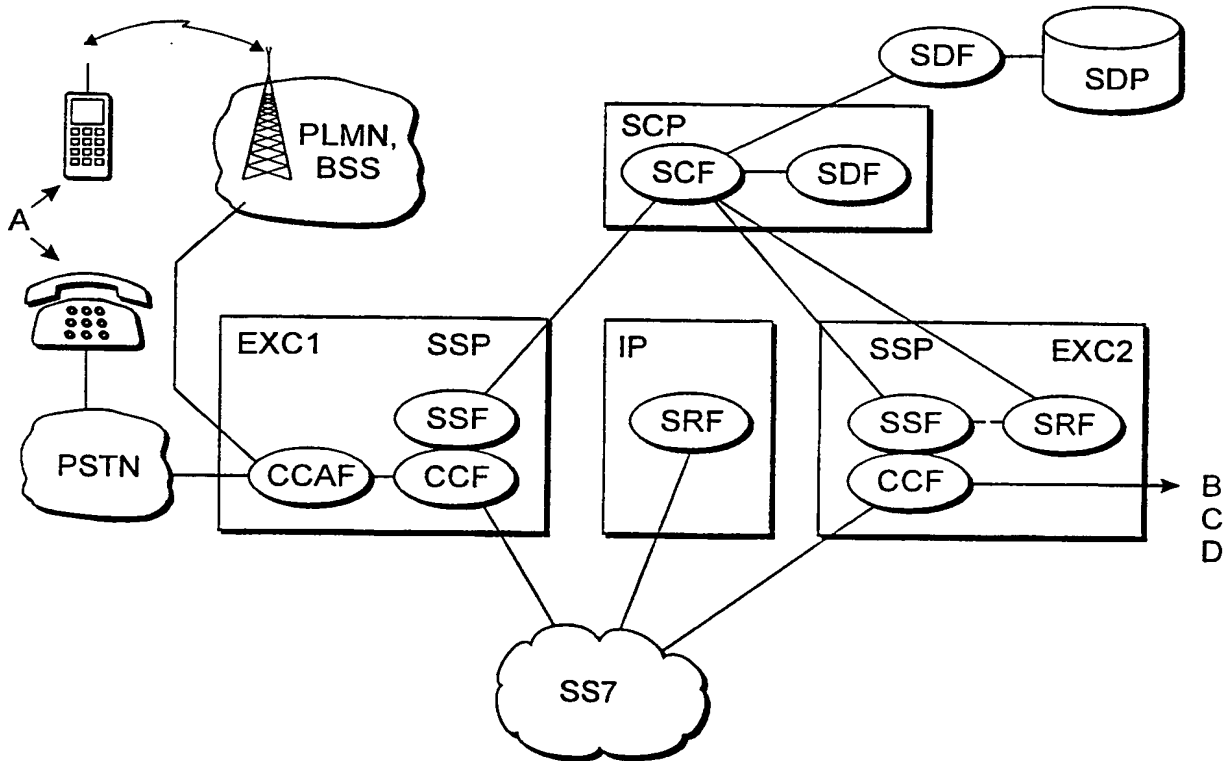 SDF
SDP
PLMN,
BSS
SCP
SCF
SDF
A
EXC1
SSP
IP
SSP
EXC2
SSF
SRF
SSF
SRF
PSTN
CCAF
CCF
CCF
B
C
D
SS7